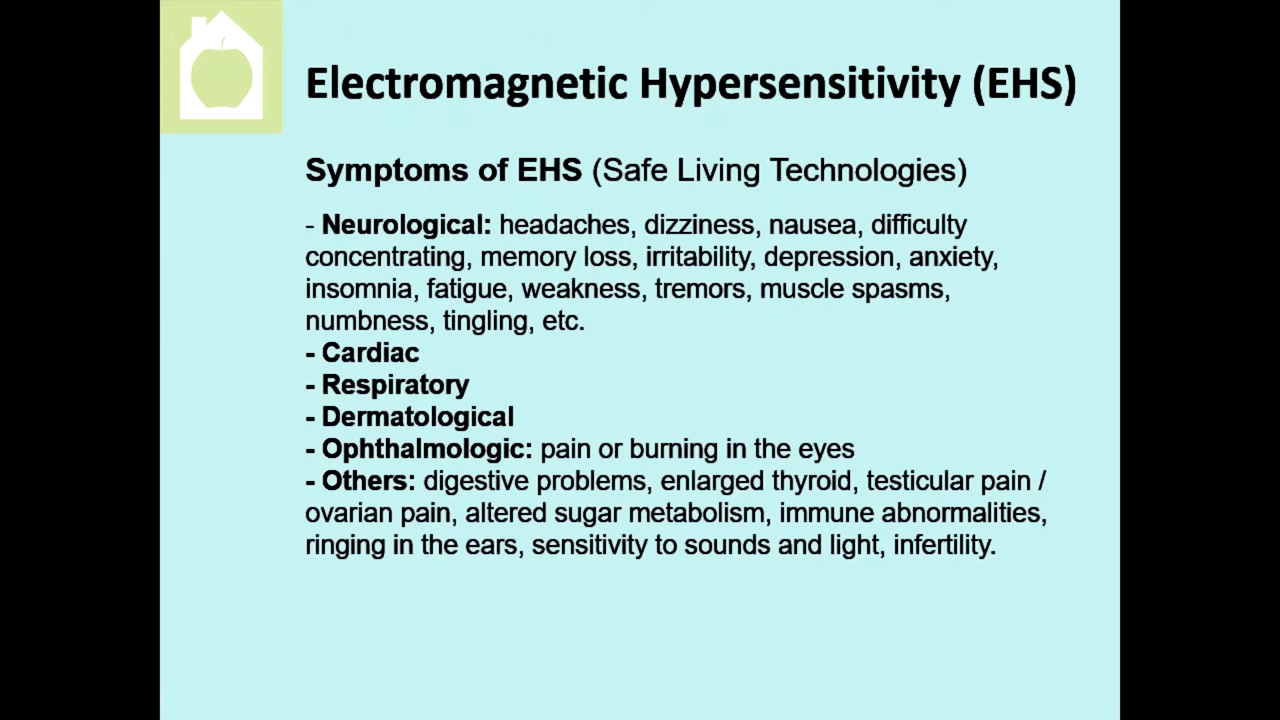 Electromagnetic Hypersensitivity (EHS)
Symptoms of EHS (Safe Living Technologies)
- Neurological: headaches, dizziness, nausea, difficulty
concentrating, memory loss, irritability, depression, anxiety,
insomnia, fatigue, weakness, tremors, muscle spasms,
numbness, tingling, etc.
- Cardiac
- Respiratory
- Dermatological
- Ophthalmologic: pain or burning in the eyes
- Others: digestive problems, enlarged thyroid, testicular pain /
ovarian pain, altered sugar metabolism, immune abnormalities,
ringing in the ears, sensitivity to sounds and light, infertility.